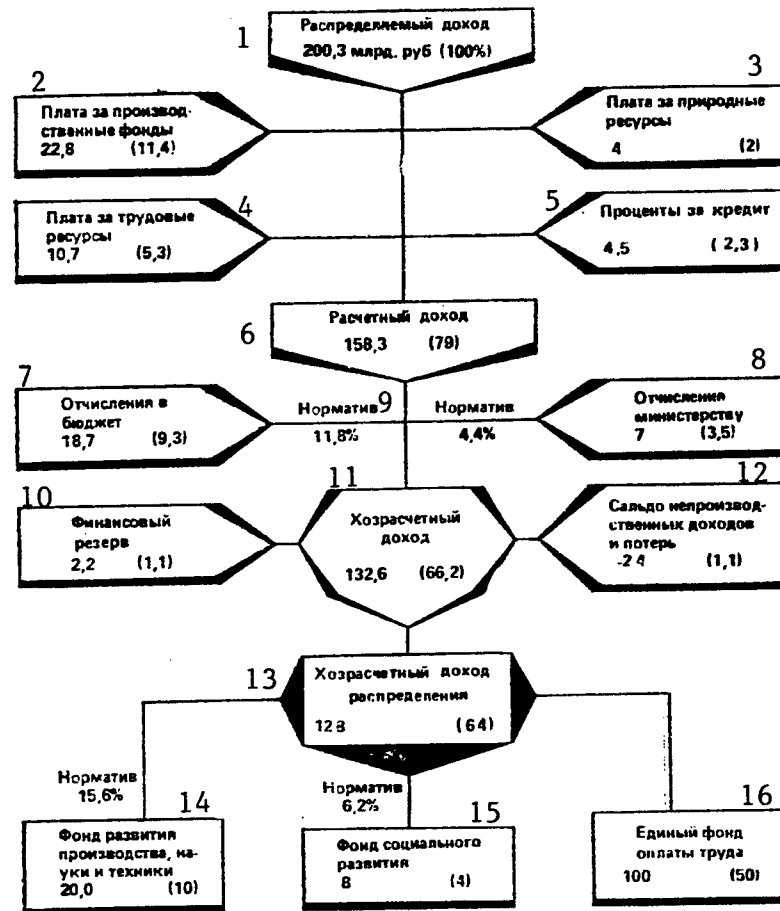 1
Распределяемый доход
200,3 млрд. руб (100%)
2
Плата за производ-
ственные фонды
22,8 (11,4)
3
Плата за природные
ресурсы
4 (2)
4
Плата за трудовые
ресурсы
10,7 (5,3)
5
Проценты за кредит
4,5 (2,3)
6
Расчетный доход
158,3 (79)
7
Отчисления в
бюджет
18,7 (9,3)
9
Норматив
11,8%
Норматив
4,4%
8
Отчисления
министерству
7 (3,5)
10
Финансовый
резерв
2,2 (1,1)
11
Хозрасчетный
доход
132,6 (66,2)
12
Сальдо непроизвод-
ственных доходов
и потерь
-2 4 (1,1)
13
Хозрасчетный доход
распределения
128 (64)
Норматив
15,6%
14
Фонд развития
производства, на-
уки и техники
20,0 (10)
Норматив
6,2%
15
Фонд социального
развития
8 (4)
16
Единый фонд
оплаты труда
100 (50)